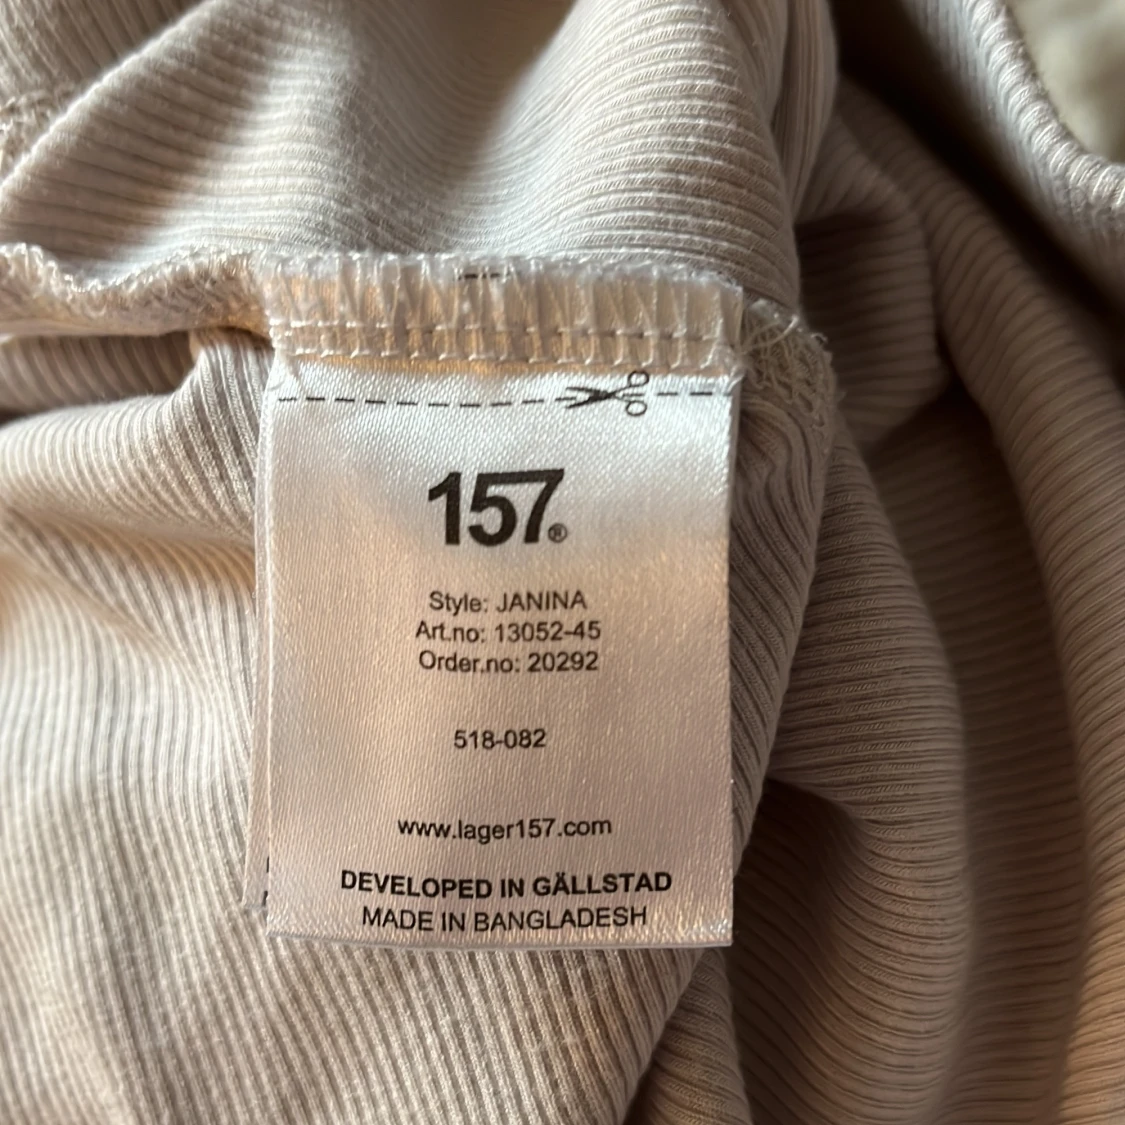 157®
Style: JANINA
Art.no: 13052-45
Order.no: 20292
518-082
www.lager157.com
DEVELOPED IN GÄLLSTAD
MADE IN BANGLADESH